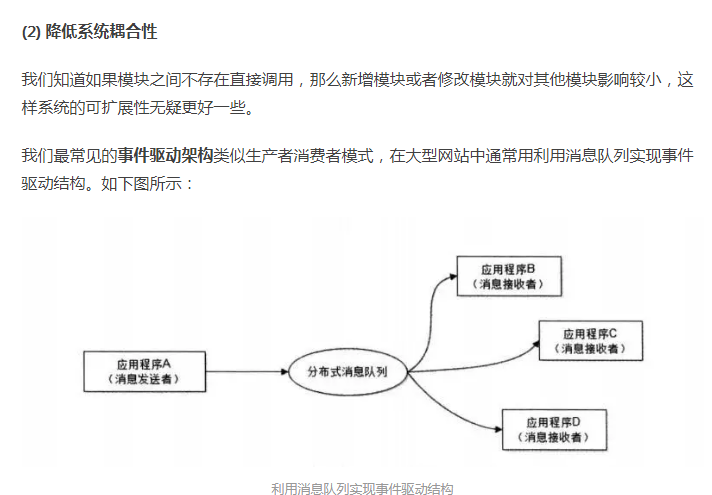 (2) 降低系统耦合性
我们知道如果模块之间不存在直接调用，那么新增模块或者修改模块就对其他模块影响较小，这
样系统的可扩展性无疑更好一些。
我们最常见的事件驱动架构类似生产者消费者模式，在大型网站中通常用利用消息队列实现事件
驱动结构。如下图所示：
应用程序B
（消息接收者）
应用程序C
（消息接收者）
应用程序A
（消息发送者）
分布式消息队列
应用程序D
（消息接收者）
利用消息队列实现事件驱动结构